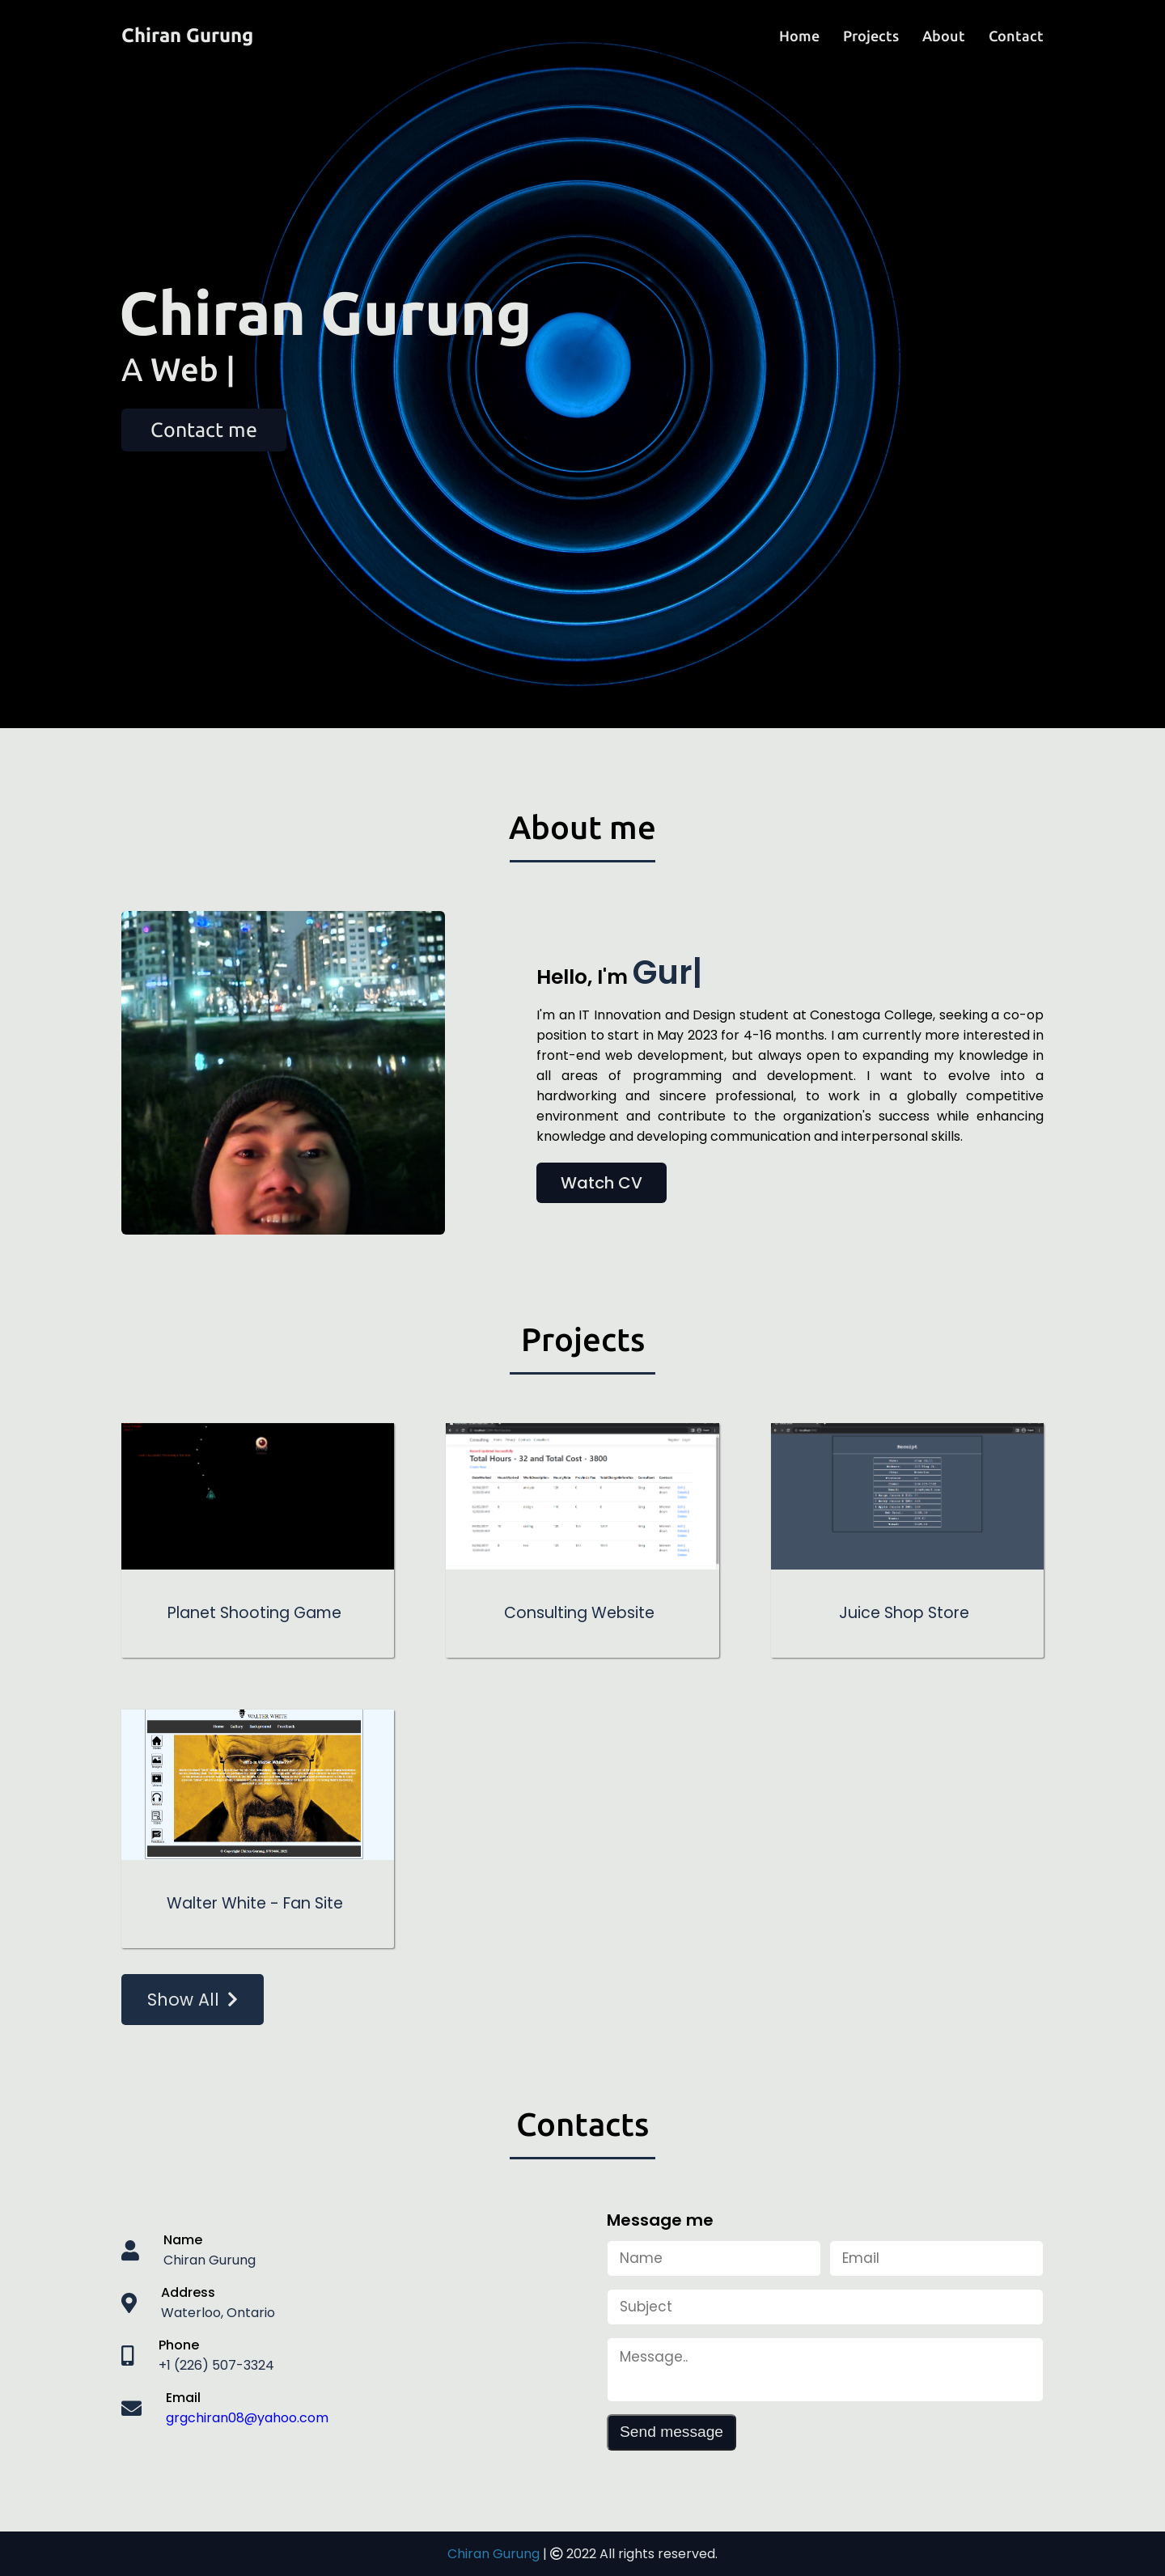 Chiran Gurung
Home Projects About Contact
Chiran Gurung
A Web |
Contact me
About me
Hello, I'm Gur|
I'm an IT Innovation and Design student at Conestoga College, seeking a co-op
position to start in May 2023 for 4-16 months. I am currently more interested in
front-end web development, but always open to expanding my knowledge in
all areas of programming and development. I want to evolve into a
hardworking and sincere professional, to work in a globally competitive
environment and contribute to the organization's success while enhancing
knowledge and developing communication and interpersonal skills.
Watch CV
Projects
Total Hours - 32 and Total Cost - 3800
Receipt
Planet Shooting Game
Consulting Website
Juice Shop Store
WALTER WHITE
Home Gallery Background Feedback
Walter White - Fan Site
Show All
Contacts
Name
Chiran Gurung
Address
Waterloo, Ontario
Phone
+1 (226) 507-3324
Email
grgchiran08@yahoo.com
Message me
Name
Email
Subject
Message..
Send message
Chiran Gurung | © 2022 All rights reserved.